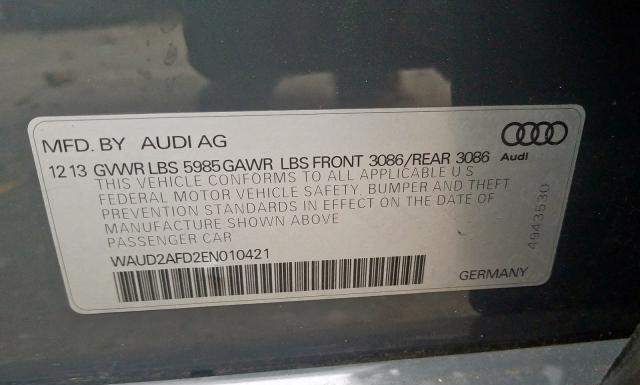 MFD. BY AUDI AG
Audi
12 13 GVWR LBS 5985 GAWR LBS FRONT 3086/REAR 3086
THIS VEHICLE CONFORMS TO ALL APPLICABLE U S
FEDERAL MOTOR VEHICLE SAFETY, BUMPER AND THEFT
PREVENTION STANDARDS IN EFFECT ON THE DATE OF
MANUFACTURE SHOWN ABOVE
PASSENGER CAR
WAUD2AFD2EN010421
4943530
GERMANY